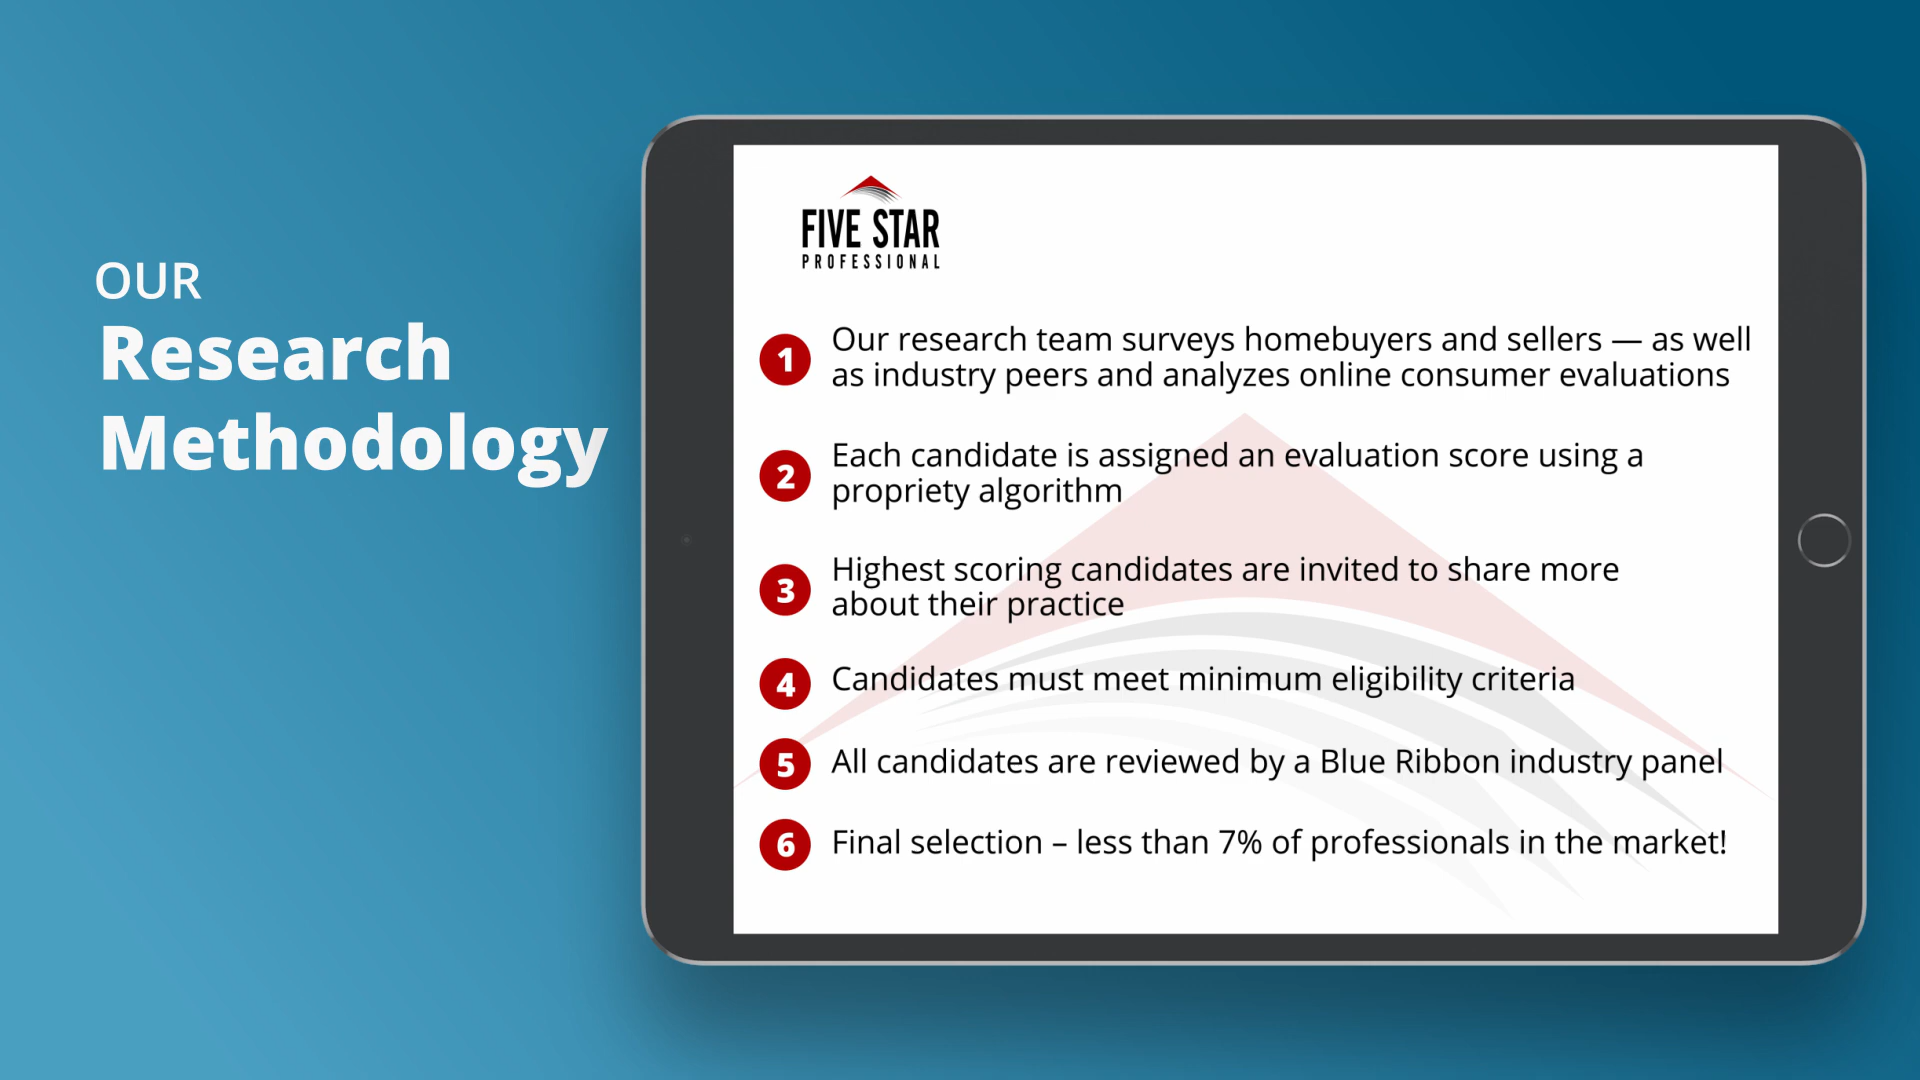 OUR
Research
Methodology
FIVE STAR
PROFESSIONAL
1 Our research team surveys homebuyers and sellers — as well
as industry peers and analyzes online consumer evaluations
2 Each candidate is assigned an evaluation score using a
propriety algorithm
3 Highest scoring candidates are invited to share more
about their practice
4 Candidates must meet minimum eligibility criteria
5 All candidates are reviewed by a Blue Ribbon industry panel
6 Final selection – less than 7% of professionals in the market!